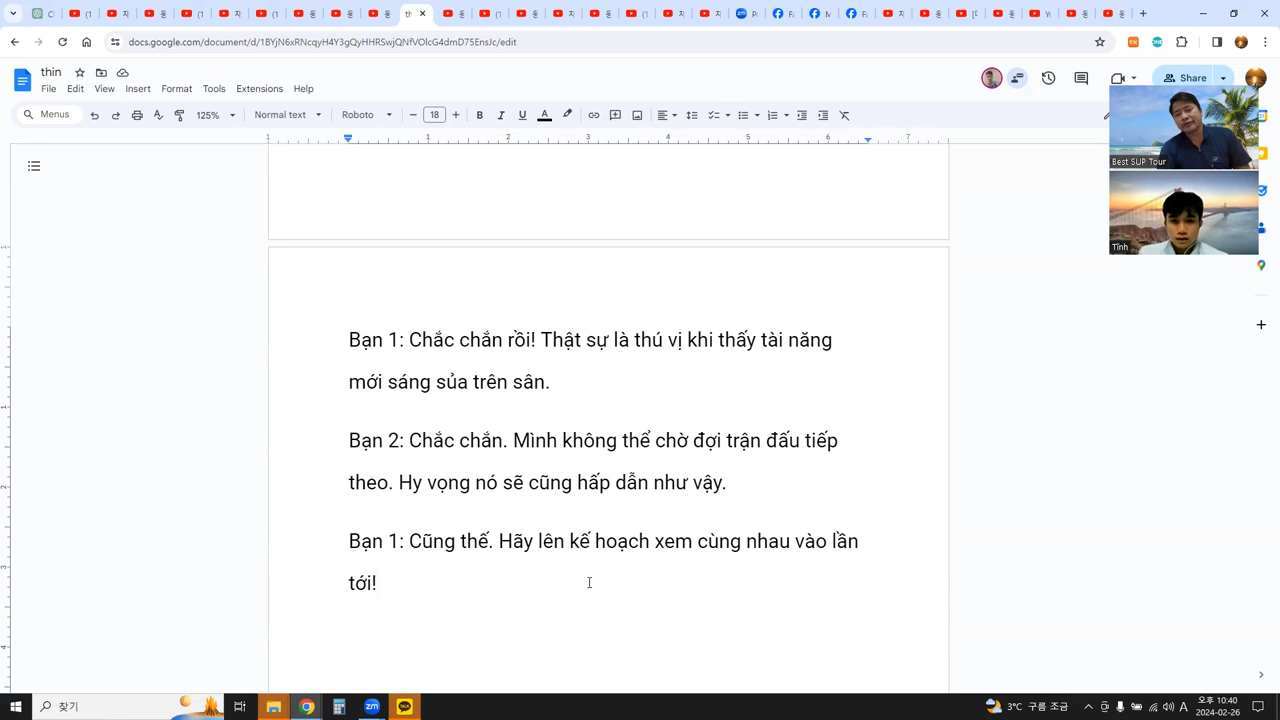 docs.google.com/document/d/1BYjN6xRNcqyH4Y3gQyHHRSwjQNfVOlcG4dmD75EnsJc/edit
thin
File Edit View Insert Format Tools Extensions Help
Share
Menus 125% Normal text Roboto 18
Best SUP Tour
Tĩnh
Bạn 1: Chắc chắn rồi! Thật sự là thú vị khi thấy tài năng
mới sáng sủa trên sân.
Bạn 2: Chắc chắn. Mình không thể chờ đợi trận đấu tiếp
theo. Hy vọng nó sẽ cũng hấp dẫn như vậy.
Bạn 1: Cũng thế. Hãy lên kế hoạch xem cùng nhau vào lần
tới!
찾기
3°C 구름 조금
A
오후 10:40
2024-02-26